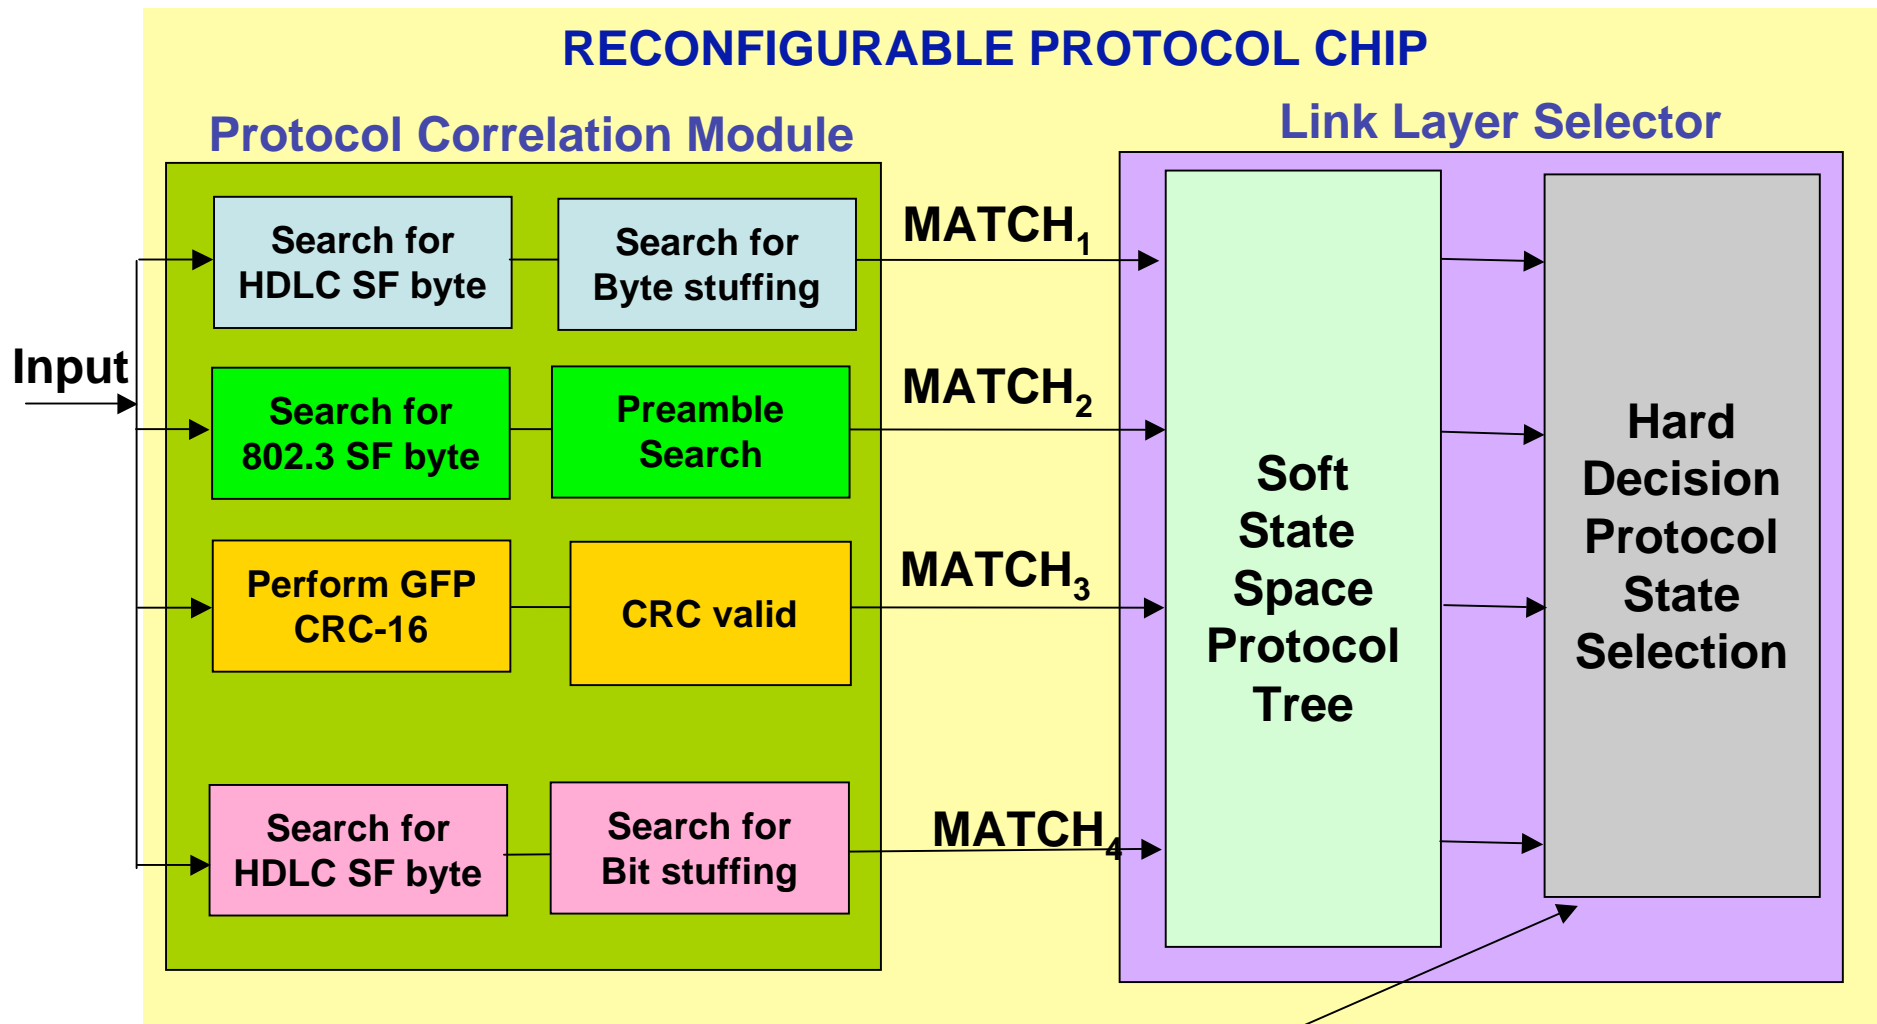 RECONFIGURABLE PROTOCOL CHIP
Protocol Correlation Module
Link Layer Selector
Input
Search for
HDLC SF byte
Search for
Byte stuffing
MATCH₁
Search for
802.3 SF byte
Preamble
Search
MATCH₂
Perform GFP
CRC-16
CRC valid
MATCH₃
Search for
HDLC SF byte
Search for
Bit stuffing
MATCH₄
Soft
State
Space
Protocol
Tree
Hard
Decision
Protocol
State
Selection